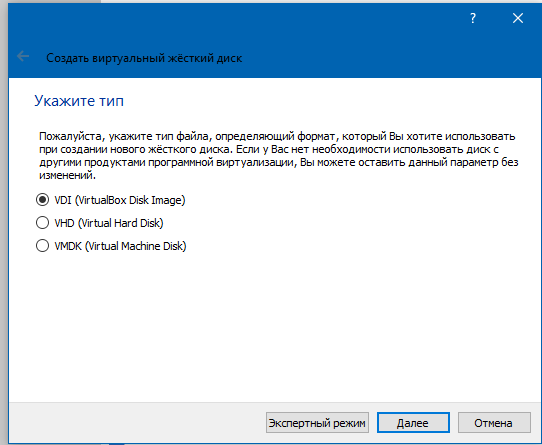 ?
Создать виртуальный жёсткий диск
Укажите тип
Пожалуйста, укажите тип файла, определяющий формат, который Вы хотите использовать
при создании нового жёсткого диска. Если у Вас нет необходимости использовать диск с
другими продуктами программной виртуализации, Вы можете оставить данный параметр без
изменений.
VDI (VirtualBox Disk Image)
VHD (Virtual Hard Disk)
VMDK (Virtual Machine Disk)
Экспертный режим Далее Отмена